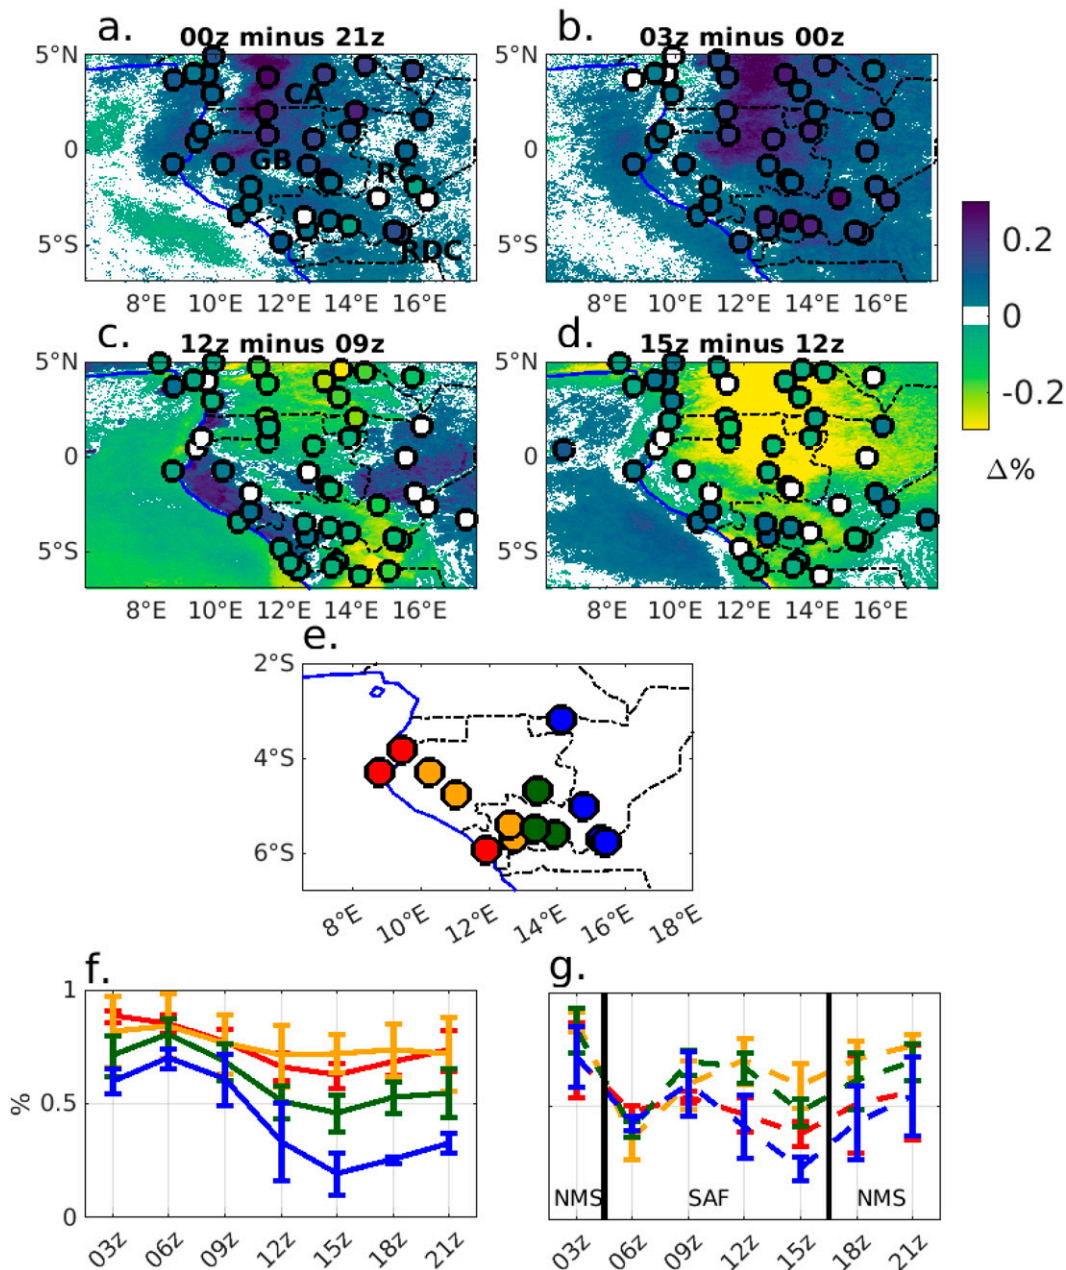 a.
00z minus 21z
b.
03z minus 00z
5°N
0
5°S
CA
GB
RC
RDC
8°E 10°E 12°E 14°E 16°E
5°N
0
5°S
8°E 10°E 12°E 14°E 16°E
0.2
0
-0.2
Δ%
c.
12z minus 09z
d.
15z minus 12z
5°N
0
5°S
8°E 10°E 12°E 14°E 16°E
5°N
0
5°S
8°E 10°E 12°E 14°E 16°E
e.
2°S
4°S
6°S
8°E 10°E 12°E 14°E 16°E 18°E
f.
1
0.5
0
%
03z 06z 09z 12z 15z 18z 21z
g.
NMS SAF NMS
03z 06z 09z 12z 15z 18z 21z